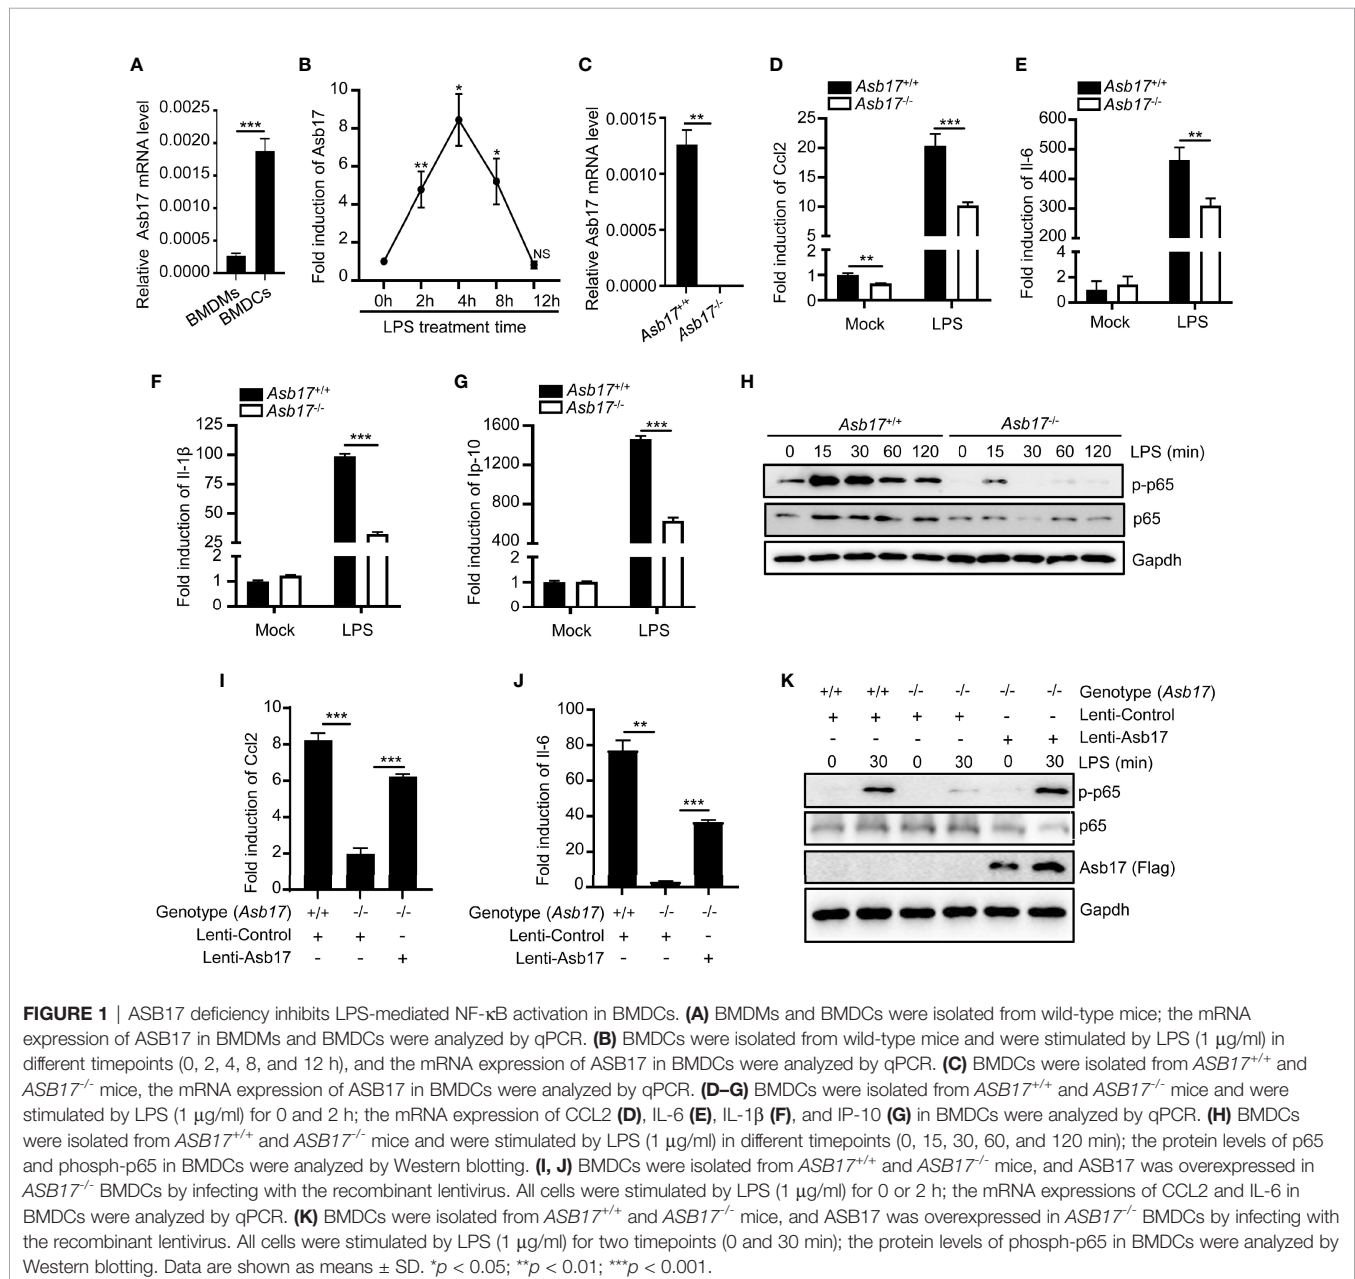 A
Relative Asb17 mRNA level
0.0025
0.0020
0.0015
0.0010
0.0005
0.0000
***
BMDMs
BMDCs
B
Fold induction of Asb17
10
8
6
4
2
0
**
*
*
NS
0h 2h 4h 8h 12h
LPS treatment time
C
Relative Asb17 mRNA level
0.0015
0.0010
0.0005
0.0000
**
Asb17+/+
Asb17-/-
D
Asb17+/+
Asb17-/-
Fold induction of Ccl2
25
20
15
10
5
2
1
0
**
***
Mock LPS
E
Asb17+/+
Asb17-/-
Fold induction of Il-6
600
500
400
300
200
4
2
0
**
Mock LPS
F
Asb17+/+
Asb17-/-
Fold induction of Il-1β
125
100
75
50
25
2
1
0
***
Mock LPS
G
Asb17+/+
Asb17-/-
Fold induction of Ip-10
1600
1200
800
400
2
1
0
***
Mock LPS
H
Asb17+/+ Asb17-/-
0 15 30 60 120 0 15 30 60 120 LPS (min)
p-p65
p65
Gapdh
I
Fold induction of Ccl2
10
8
6
4
2
0
***
***
Genotype (Asb17) +/+ -/- -/-
Lenti-Control + + -
Lenti-Asb17 - - +
J
Fold induction of Il-6
100
80
60
40
20
0
**
***
Genotype (Asb17) +/+ -/- -/-
Lenti-Control + + -
Lenti-Asb17 - - +
K
+/+ +/+ -/- -/- -/- -/- Genotype (Asb17)
+ + + + - - Lenti-Control
- - - - + + Lenti-Asb17
0 30 0 30 0 30 LPS (min)
p-p65
p65
Asb17 (Flag)
Gapdh
FIGURE 1 | ASB17 deficiency inhibits LPS-mediated NF-κB activation in BMDCs. (A) BMDMs and BMDCs were isolated from wild-type mice; the mRNA
expression of ASB17 in BMDMs and BMDCs were analyzed by qPCR. (B) BMDCs were isolated from wild-type mice and were stimulated by LPS (1 μg/ml) in
different timepoints (0, 2, 4, 8, and 12 h), and the mRNA expression of ASB17 in BMDCs were analyzed by qPCR. (C) BMDCs were isolated from ASB17+/+ and
ASB17-/- mice, the mRNA expression of ASB17 in BMDCs were analyzed by qPCR. (D–G) BMDCs were isolated from ASB17+/+ and ASB17-/- mice and were
stimulated by LPS (1 μg/ml) for 0 and 2 h; the mRNA expression of CCL2 (D), IL-6 (E), IL-1β (F), and IP-10 (G) in BMDCs were analyzed by qPCR. (H) BMDCs
were isolated from ASB17+/+ and ASB17-/- mice and were stimulated by LPS (1 μg/ml) in different timepoints (0, 15, 30, 60, and 120 min); the protein levels of p65
and phosph-p65 in BMDCs were analyzed by Western blotting. (I, J) BMDCs were isolated from ASB17+/+ and ASB17-/- mice, and ASB17 was overexpressed in
ASB17-/- BMDCs by infecting with the recombinant lentivirus. All cells were stimulated by LPS (1 μg/ml) for 0 or 2 h; the mRNA expressions of CCL2 and IL-6 in
BMDCs were analyzed by qPCR. (K) BMDCs were isolated from ASB17+/+ and ASB17-/- mice, and ASB17 was overexpressed in ASB17-/- BMDCs by infecting with
the recombinant lentivirus. All cells were stimulated by LPS (1 μg/ml) for two timepoints (0 and 30 min); the protein levels of phosph-p65 in BMDCs were analyzed by
Western blotting. Data are shown as means ± SD. *p < 0.05; **p < 0.01; ***p < 0.001.